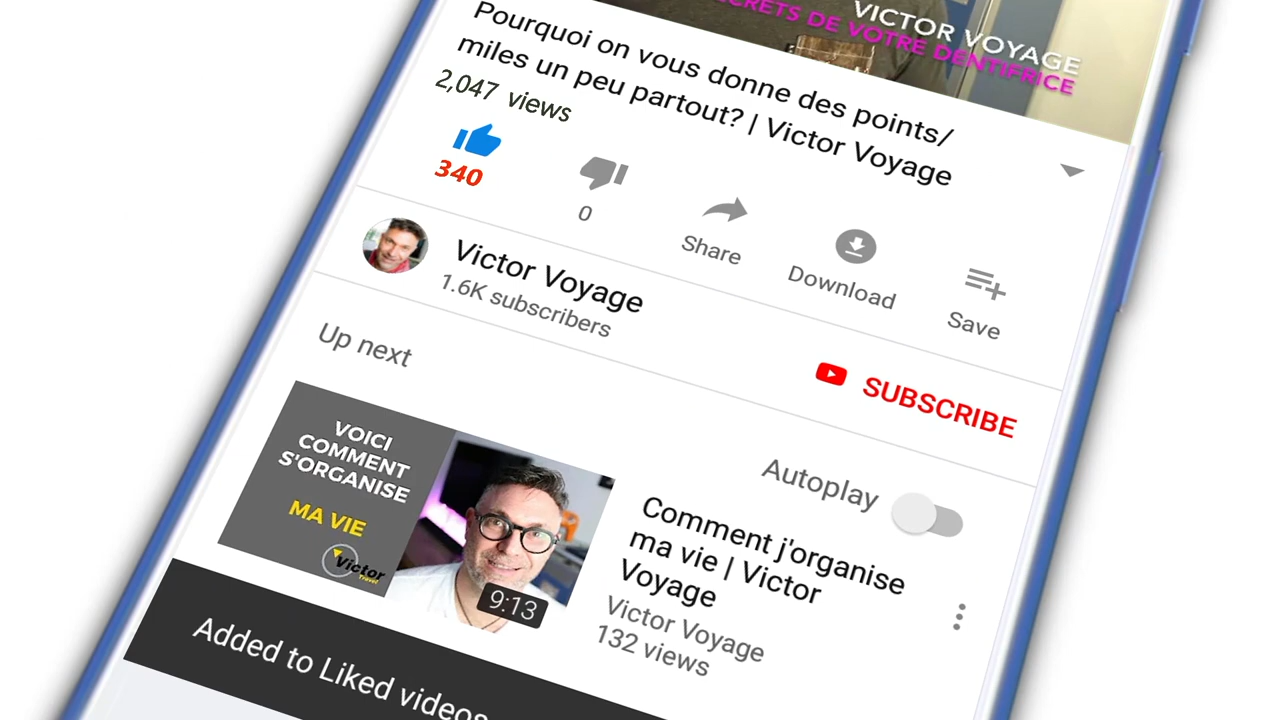 VICTOR VOYAGE
CRETS DE VOTRE DENTIFRICE
Pourquoi on vous donne des points/
miles un peu partout? | Victor Voyage
2,047 views
340
0
Share
Download
Save
Victor Voyage
1.6K subscribers
SUBSCRIBE
Up next
Autoplay
VOICI
COMMENT
S'ORGANISE
MA VIE
Victor
Travel
9:13
Comment j'organise
ma vie | Victor
Voyage
Victor Voyage
132 views
Added to Liked videos